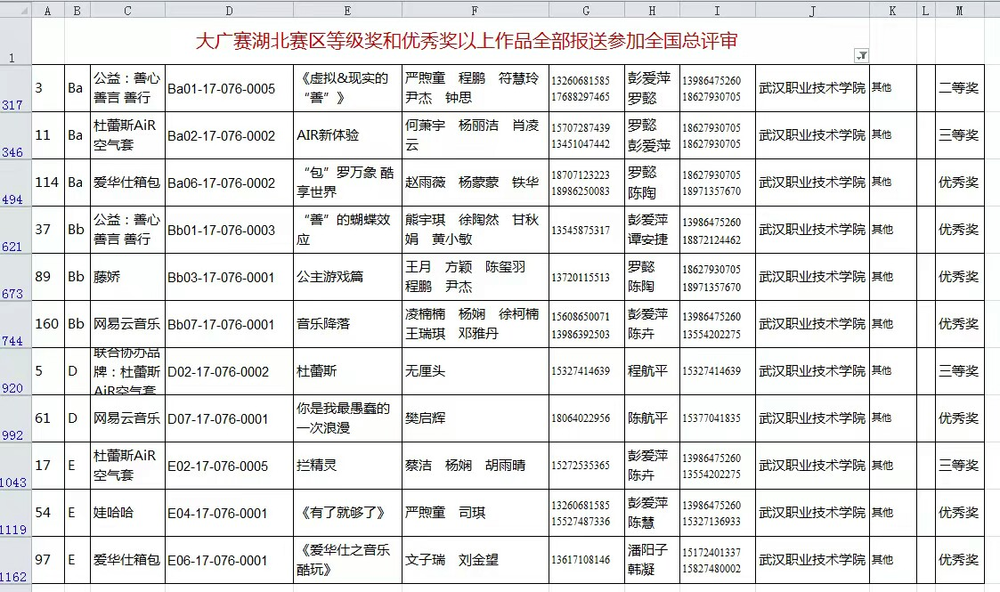 A B C D E F G H I J K L M
1 大广赛湖北赛区等级奖和优秀奖以上作品全部报送参加全国总评审
317 3 Ba 公益：善心善言 善行 Ba01-17-076-0005 《虚拟&现实的“善”》 严煦童 程鹏 符慧玲 尹杰 钟思 13260681585 17688297465 彭爱萍 罗懿 13986475260 18627930705 武汉职业技术学院 其他 二等奖
346 11 Ba 杜蕾斯AiR空气套 Ba02-17-076-0002 AIR新体验 何萧宇 杨丽洁 肖凌云 15707287439 13451047442 罗懿 彭爱萍 18627930705 18627930705 武汉职业技术学院 其他 三等奖
494 114 Ba 爱华仕箱包 Ba06-17-076-0002 “包”罗万象 酷享世界 赵雨薇 杨蒙蒙 铁华 18707123223 18986250083 罗懿 陈陶 18627930705 18971357670 武汉职业技术学院 其他 优秀奖
621 37 Bb 公益：善心善言 善行 Bb01-17-076-0003 “善”的蝴蝶效应 熊宇琪 徐陶然 甘秋娟 黄小敏 13545875317 彭爱萍 谭安捷 13986475260 18872124462 武汉职业技术学院 其他 优秀奖
673 89 Bb 藤娇 Bb03-17-076-0001 公主游戏篇 王月 方颖 陈玺羽 程鹏 尹杰 13720115513 罗懿 陈陶 18627930705 18971357670 武汉职业技术学院 其他 优秀奖
744 160 Bb 网易云音乐 Bb07-17-076-0001 音乐降落 凌楠楠 杨娴 徐柯楠 王瑞琪 邓雅丹 15608650071 13986392503 彭爱萍 陈卉 13986475260 13554202275 武汉职业技术学院 其他 优秀奖
920 5 D 联合协办品牌：杜蕾斯AiR空气套 D02-17-076-0002 杜蕾斯 无厘头 15327414639 程航平 15327414639 武汉职业技术学院 其他 三等奖
992 61 D 网易云音乐 D07-17-076-0001 你是我最愚蠢的一次浪漫 樊启辉 18064022956 陈航平 15377041835 武汉职业技术学院 其他 优秀奖
1043 17 E 杜蕾斯AiR空气套 E02-17-076-0005 拦精灵 蔡洁 杨娴 胡雨晴 15272535365 彭爱萍 陈卉 13986475260 13554202275 武汉职业技术学院 其他 三等奖
1119 54 E 娃哈哈 E04-17-076-0001 《有了就够了》 严煦童 司琪 13260681585 15527487336 彭爱萍 陈慧 13986475260 15327136933 武汉职业技术学院 其他 优秀奖
1162 97 E 爱华仕箱包 E06-17-076-0001 《爱华仕之音乐酷玩》 文子瑞 刘金望 13617108146 潘阳子 韩凝 15172401337 15827480002 武汉职业技术学院 其他 优秀奖